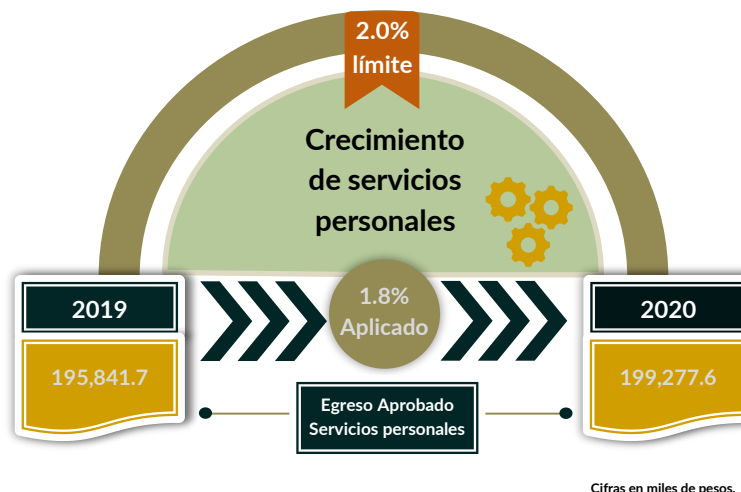 2.0%
límite
Crecimiento
de servicios
personales
2019
1.8%
Aplicado
2020
195,841.7
199,277.6
Egreso Aprobado
Servicios personales
Cifras en miles de pesos.